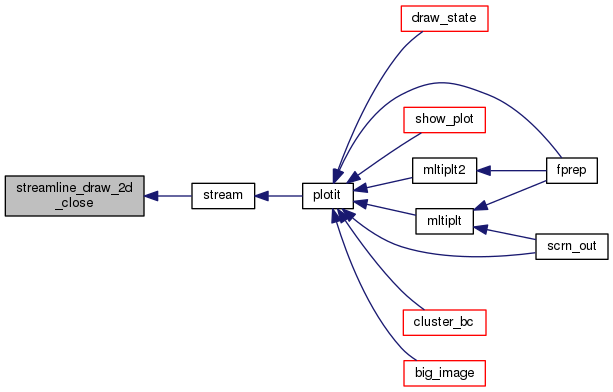 draw_state
show_plot
mltiplt2
fprep
streamline_draw_2d
_close
stream
plotit
mltiplt
scrn_out
cluster_bc
big_image